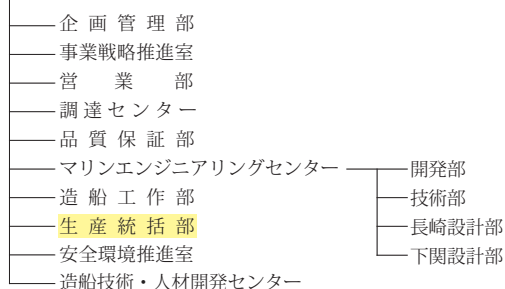 企画管理部
事業戦略推進室
営業部
調達センター
品質保証部
マリンエンジニアリングセンター
開発部
造船工作部
技術部
生産統括部
長崎設計部
安全環境推進室
下関設計部
造船技術・人材開発センター